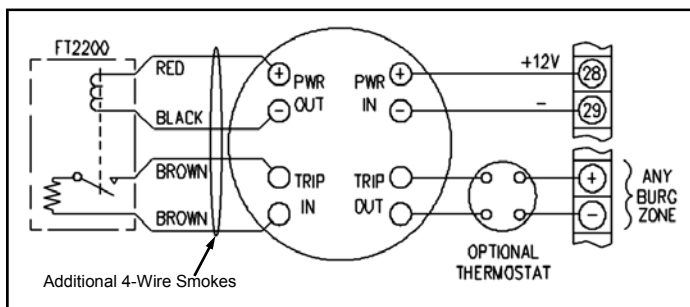 FT2200
RED
BLACK
BROWN
BROWN
+ PWR
- OUT
TRIP
IN
PWR +
IN -
TRIP
OUT
+12V
-
28
29
+
-
ANY
BURG
ZONE
OPTIONAL
THERMOSTAT
Additional 4-Wire Smokes